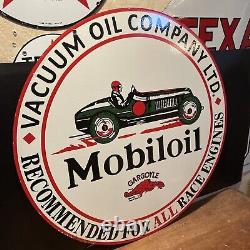 VACUUM OIL COMPANY LTD.
Mobiloil
GARGOYLE
RECOMMENDED FOR ALL RACE ENGINES
TEXA